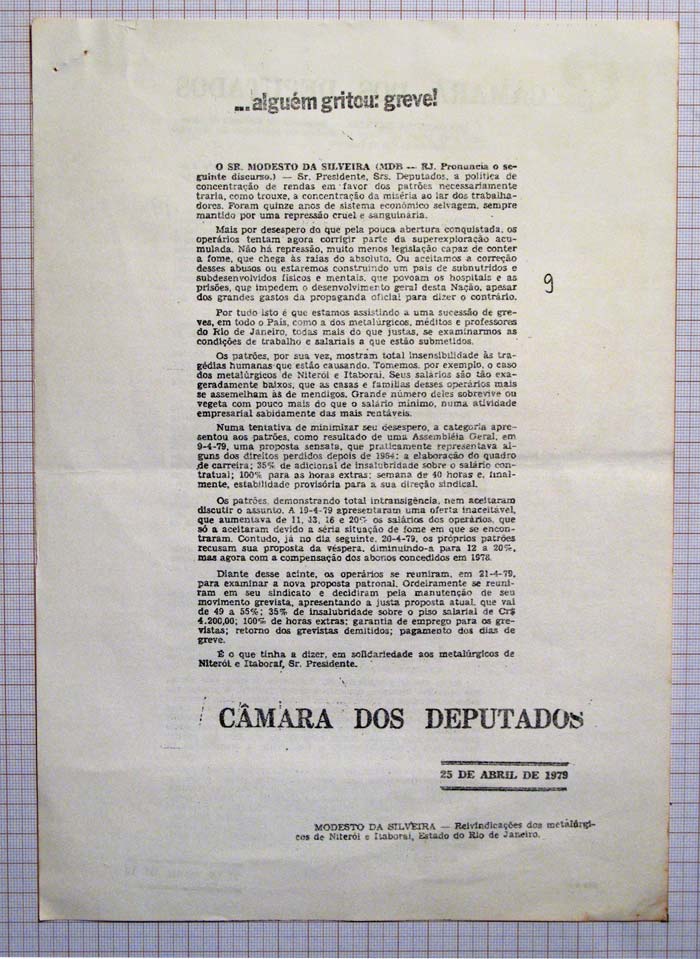 ...alguém gritou: greve!
O SR. MODESTO DA SILVEIRA (MDB — RJ. Pronuncia o se-
guinte discurso.) — Sr. Presidente, Srs. Deputados, a política de
concentração de rendas em favor dos patrões necessariamente
traria, como trouxe, a concentração da miséria ao lar dos trabalha-
dores. Foram quinze anos de sistema econômico selvagem, sempre
mantido por uma repressão cruel e sanguinária.
Mais por desespero do que pela pouca abertura conquistada, os
operários tentam agora corrigir parte da superexploração acu-
mulada. Não há repressão, muito menos legislação capaz de conter
a fome, que chega às raias do absoluto. Ou aceitamos a correção
desses abusos ou estaremos construindo um país de subnutridos e
subdesenvolvidos físicos e mentais, que povoam os hospitais e as
prisões, que impedem o desenvolvimento geral desta Nação, apesar
dos grandes gastos da propaganda oficial para dizer o contrário.
9
Por tudo isto é que estamos assistindo a uma sucessão de gre-
ves, em todo o País, como a dos metalúrgicos, méditos e professores
do Rio de Janeiro, todas mais do que justas, se examinarmos as
condições de trabalho e salariais a que estão submetidos.
Os patrões, por sua vez, mostram total insensibilidade às tra-
gédias humanas que estão causando. Tomemos, por exemplo, o caso
dos metalúrgicos de Niterói e Itaboraí. Seus salários são tão exa-
geradamente baixos, que as casas e famílias desses operários mais
se assemelham às de mendigos. Grande número deles sobrevive ou
vegeta com pouco mais do que o salário mínimo, numa atividade
empresarial sabidamente das mais rentáveis.
Numa tentativa de minimizar seu desespero, a categoria apre-
sentou aos patrões, como resultado de uma Assembléia Geral, em
9-4-79, uma proposta sensata, que praticamente representava al-
guns dos direitos perdidos depois de 1964: a elaboração do quadro
de carreira; 35% de adicional de insalubridade sobre o salário con-
tratual; 100% para as horas extras; semana de 40 horas e, final-
mente, estabilidade provisória para a sua direção sindical.
Os patrões, demonstrando total intransigência, nem aceitaram
discutir o assunto. A 19-4-79 apresentaram uma oferta inaceitável,
que aumentava de 11, 13, 16 e 20% os salários dos operários, que
só a aceitaram devido a séria situação de fome em que se encon-
traram. Contudo, já no dia seguinte, 20-4-79, os próprios patrões
recusam sua proposta da véspera, diminuindo-a para 12 a 20%,
mas agora com a compensação dos abonos concedidos em 1978.
Diante desse acinte, os operários se reuniram, em 21-4-79,
para examinar a nova proposta patronal. Ordeiramente se reuni-
ram em seu sindicato e decidiram pela manutenção de seu
movimento grevista, apresentando a justa proposta atual, que vai
de 49 a 55%; 35% de insalubridade sobre o piso salarial de Cr$
4.200,00; 100% de horas extras; garantia de emprego para os gre-
vistas; retorno dos grevistas demitidos; pagamento dos dias de
greve.
É o que tinha a dizer, em solidariedade aos metalúrgicos de
Niterói e Itaboraí, Sr. Presidente.
CÂMARA DOS DEPUTADOS
25 DE ABRIL DE 1979
MODESTO DA SILVEIRA — Reivindicações dos metalúrgi-
cos de Niterói e Itaboraí, Estado do Rio de Janeiro.